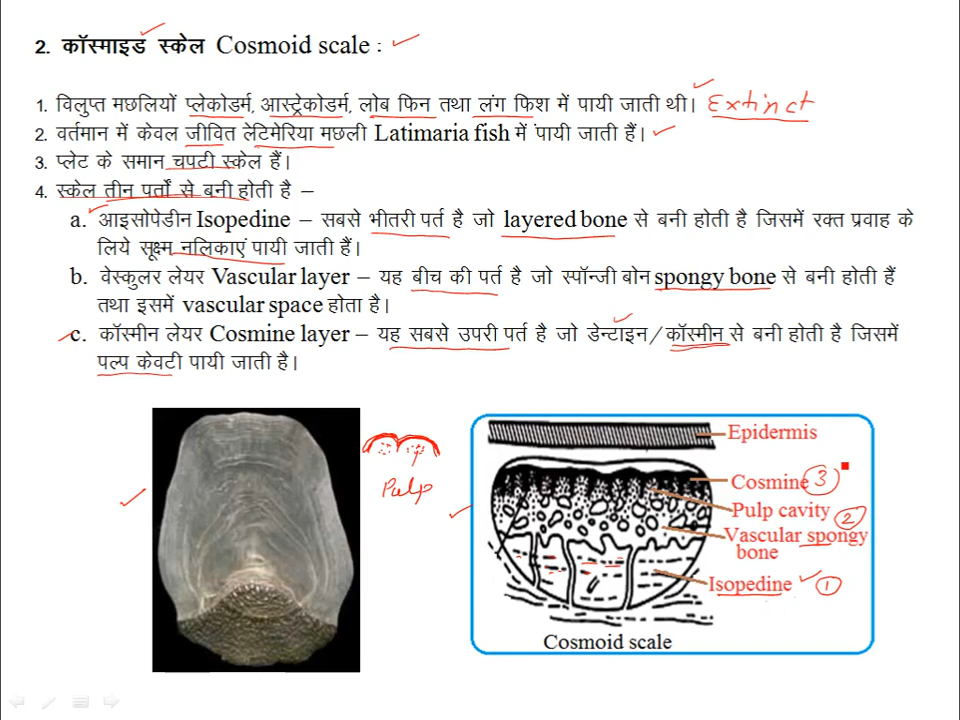 2. कॉस्माइड स्केल Cosmoid scale :
1. विलुप्त मछलियों प्लेकोडर्म, आस्ट्रेकोडर्म, लोब फिन तथा लंग फिश में पायी जाती थी। Extinct
2. वर्तमान में केवल जीवित लेटिमेरिया मछली Latimaria fish में पायी जाती हैं।
3. प्लेट के समान चपटी स्केल हैं।
4. स्केल तीन पर्तों से बनी होती है –
a. आइसोपेडीन Isopedine – सबसे भीतरी पर्त है जो layered bone से बनी होती है जिसमें रक्त प्रवाह के
लिये सूक्ष्म नलिकाएं पायी जाती हैं।
b. वेस्कुलर लेयर Vascular layer – यह बीच की पर्त है जो स्पॉन्जी बोन spongy bone से बनी होती हैं
तथा इसमें vascular space होता है।
c. कॉस्मीन लेयर Cosmine layer – यह सबसे उपरी पर्त है जो डेन्टाइन/कॉस्मीन से बनी होती है जिसमें
पल्प केवटी पायी जाती है।
Pulp
Epidermis
Cosmine 3
Pulp cavity
2
Vascular spongy
bone
Isopedine 1
Cosmoid scale